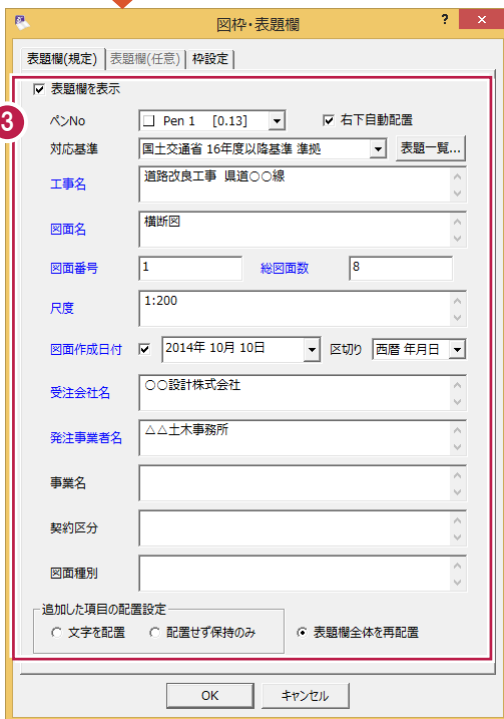 図枠・表題欄
? ×
表題欄(規定) 表題欄(任意) 枠設定
表題欄を表示
3
ペンNo Pen 1 [0.13] 右下自動配置
対応基準 国土交通省 16年度以降基準 準拠 表題一覧...
工事名 道路改良工事 県道○○線
図面名 横断図
図面番号 1 総図面数 8
尺度 1:200
図面作成日付 2014年 10月 10日 区切り 西暦 年月日
受注会社名 ○○設計株式会社
発注事業者名 △△土木事務所
事業名
契約区分
図面種別
追加した項目の配置設定
文字を配置 配置せず保持のみ 表題欄全体を再配置
OK キャンセル